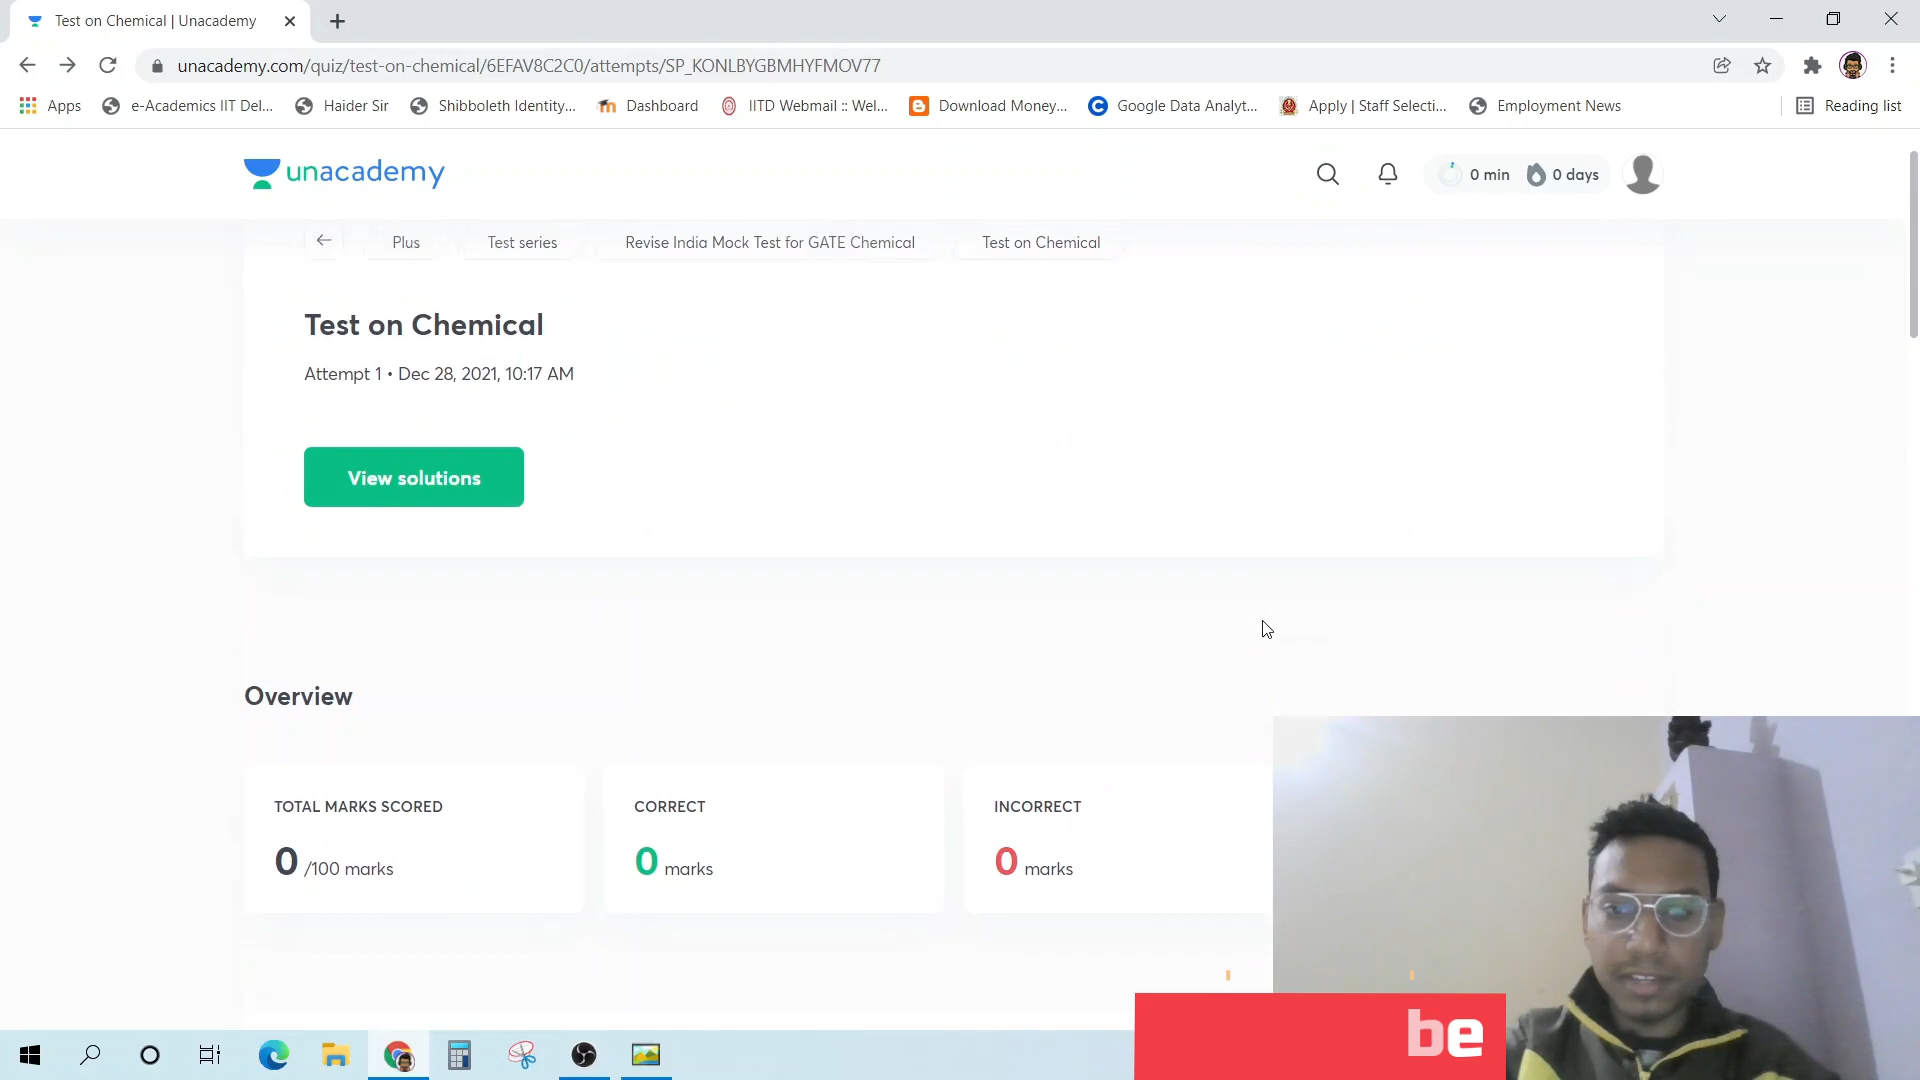 Test on Chemical | Unacademy
unacademy.com/quiz/test-on-chemical/6EFAV8C2C0/attempts/SP_KONLBYGBMHYFMOV77
Apps e-Academics IIT Del... Haider Sir Shibboleth Identity... Dashboard IITD Webmail :: Wel... Download Money... Google Data Analyt... Apply | Staff Selecti... Employment News Reading list
unacademy 0 min 0 days
Plus Test series Revise India Mock Test for GATE Chemical Test on Chemical
Test on Chemical
Attempt 1 • Dec 28, 2021, 10:17 AM
View solutions
Overview
TOTAL MARKS SCORED CORRECT INCORRECT
0 /100 marks 0 marks 0 marks
be